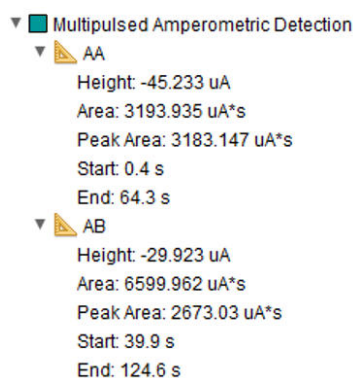 Multipulsed Amperometric Detection
AA
Height: -45.233 uA
Area: 3193.935 uA*s
Peak Area: 3183.147 uA*s
Start: 0.4 s
End: 64.3 s
AB
Height: -29.923 uA
Area: 6599.962 uA*s
Peak Area: 2673.03 uA*s
Start: 39.9 s
End: 124.6 s